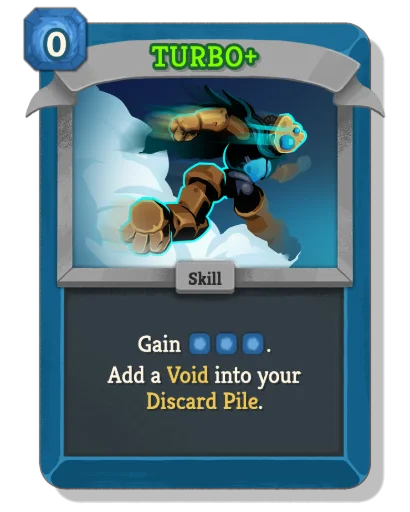 0
TURBO+
Skill
Gain .
Add a Void into your
Discard Pile.